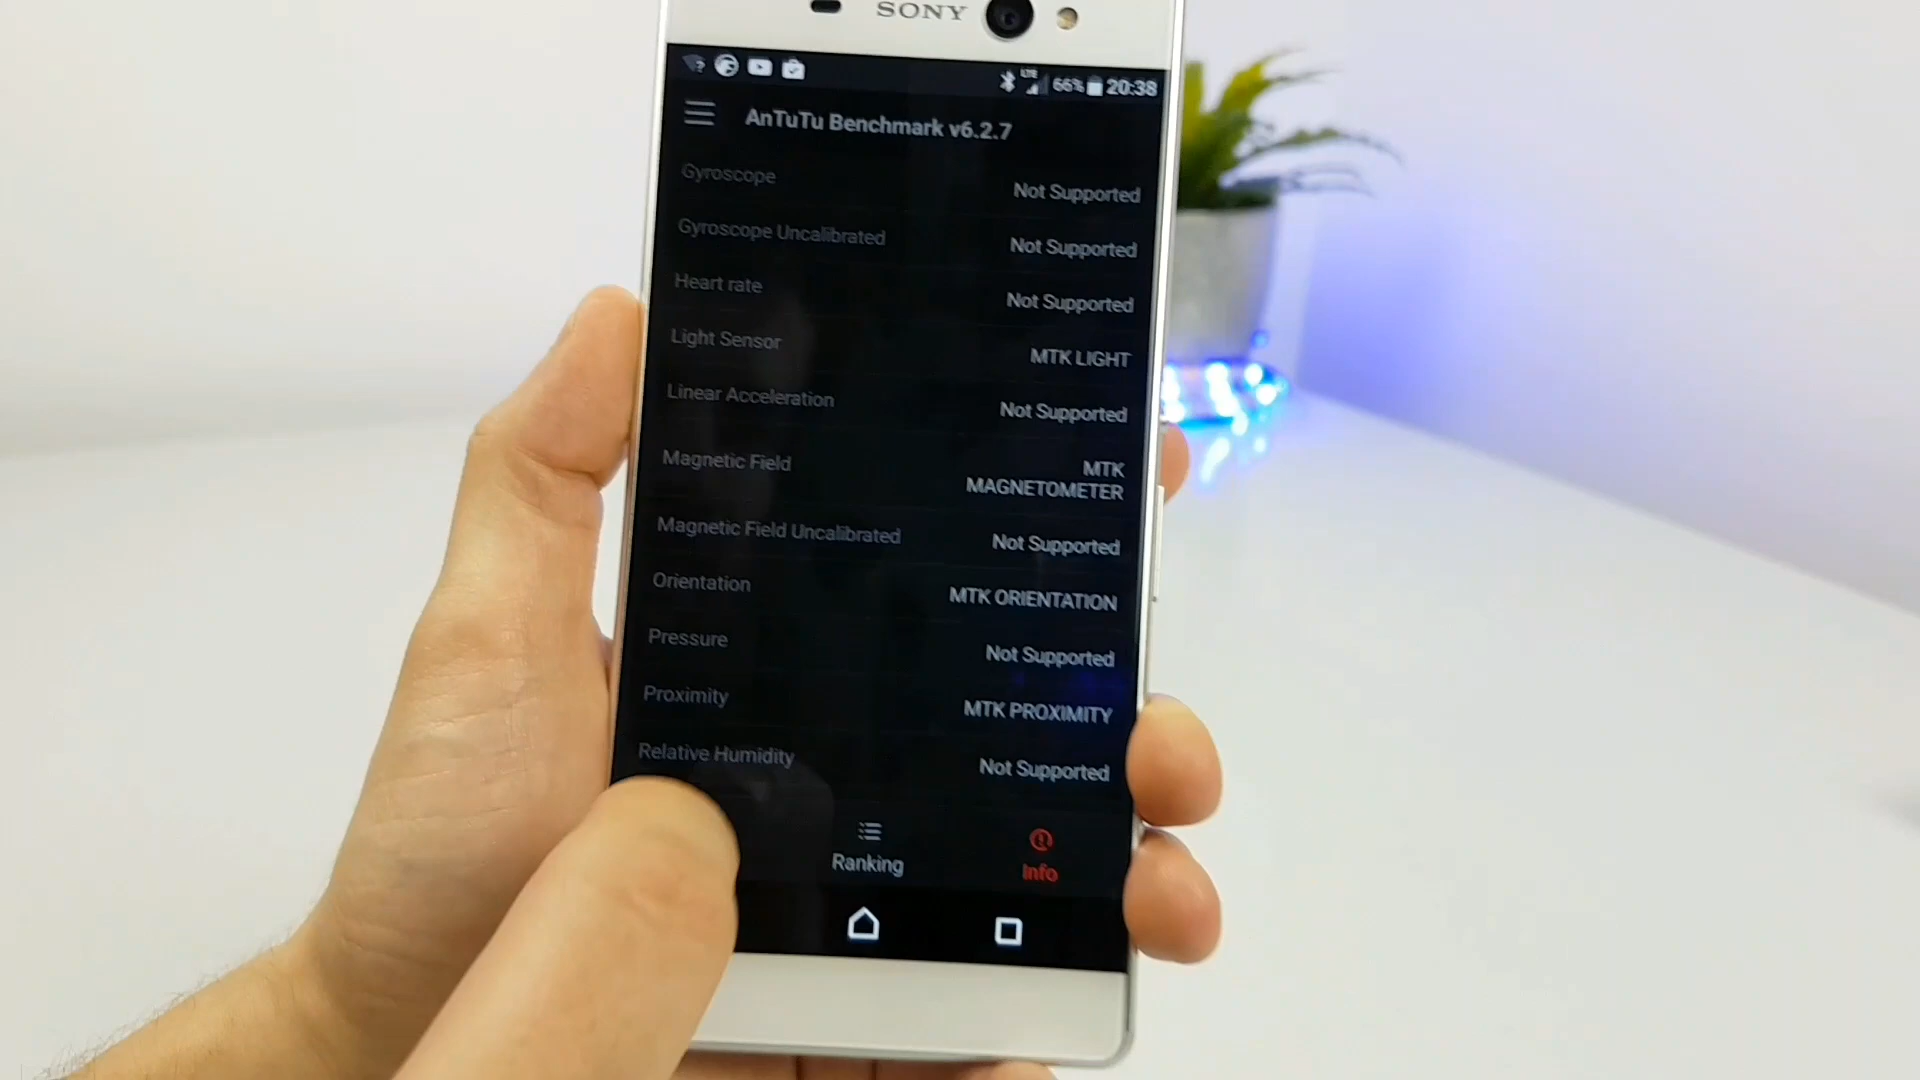 SONY
LTE 66% 20:38
AnTuTu Benchmark v6.2.7
Gyroscope Not Supported
Gyroscope Uncalibrated Not Supported
Heart rate Not Supported
Light Sensor MTK LIGHT
Linear Acceleration Not Supported
Magnetic Field MTK
MAGNETOMETER
Magnetic Field Uncalibrated Not Supported
Orientation MTK ORIENTATION
Pressure Not Supported
Proximity MTK PROXIMITY
Relative Humidity Not Supported
Ranking Info